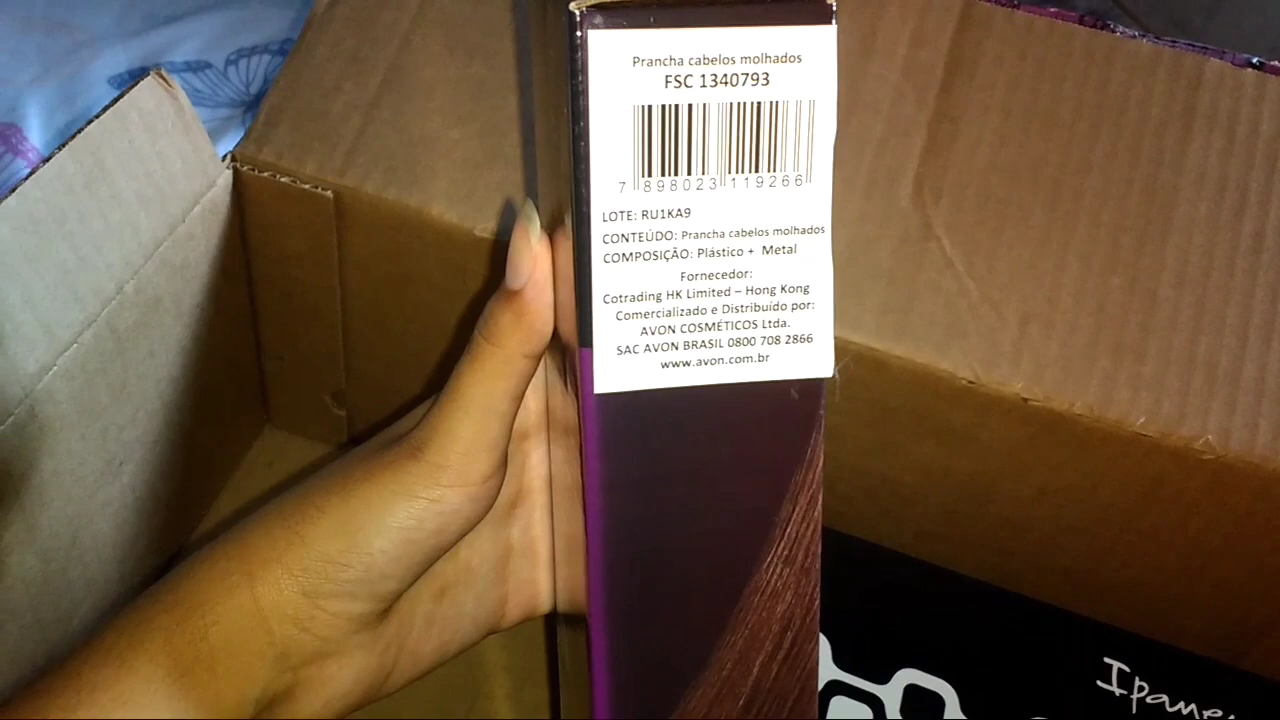 Prancha cabelos molhados
FSC 1340793
7 898023 119266
LOTE: RU1KA9
CONTEÚDO: Prancha cabelos molhados
COMPOSIÇÃO: Plástico + Metal
Fornecedor:
Cotrading HK Limited – Hong Kong
Comercializado e Distribuído por:
AVON COSMÉTICOS Ltda.
SAC AVON BRASIL 0800 708 2866
www.avon.com.br